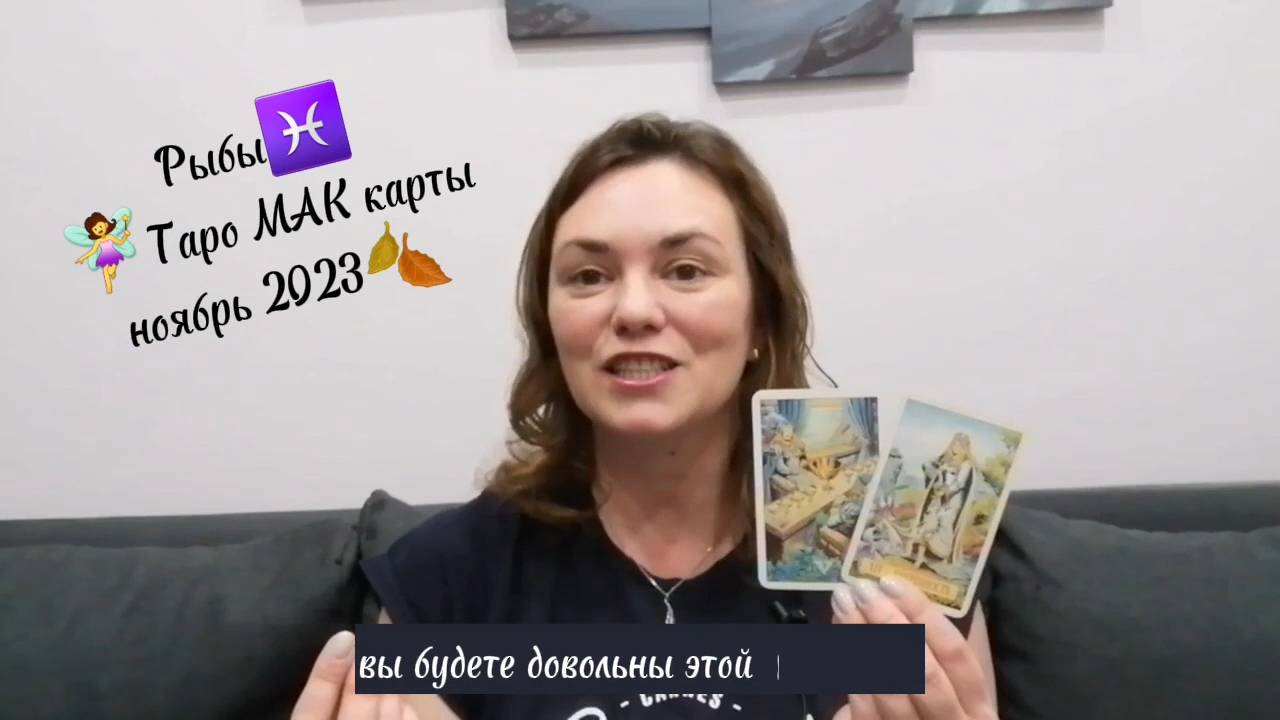 Рыбы
Таро МАК карты
ноябрь 2023
вы будете довольны этой